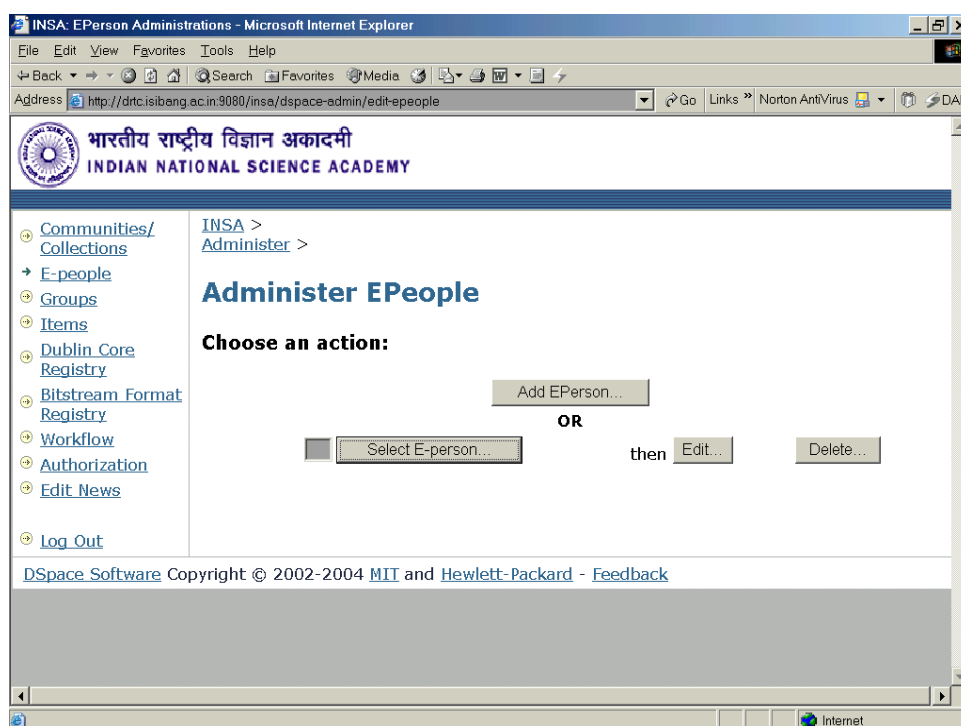 INSA: EPerson Administrations - Microsoft Internet Explorer
File Edit View Favorites Tools Help
Back Search Favorites Media
Address http://drtc.isibang.ac.in:9080/insa/dspace-admin/edit-epeople Go Links » Norton AntiVirus
भारतीय राष्ट्रीय विज्ञान अकादमी
INDIAN NATIONAL SCIENCE ACADEMY
Communities/
Collections
E-people
Groups
Items
Dublin Core
Registry
Bitstream Format
Registry
Workflow
Authorization
Edit News
Log Out
INSA >
Administer >
Administer EPeople
Choose an action:
Add EPerson...
OR
Select E-person... then Edit... Delete...
DSpace Software Copyright © 2002-2004 MIT and Hewlett-Packard - Feedback
Internet